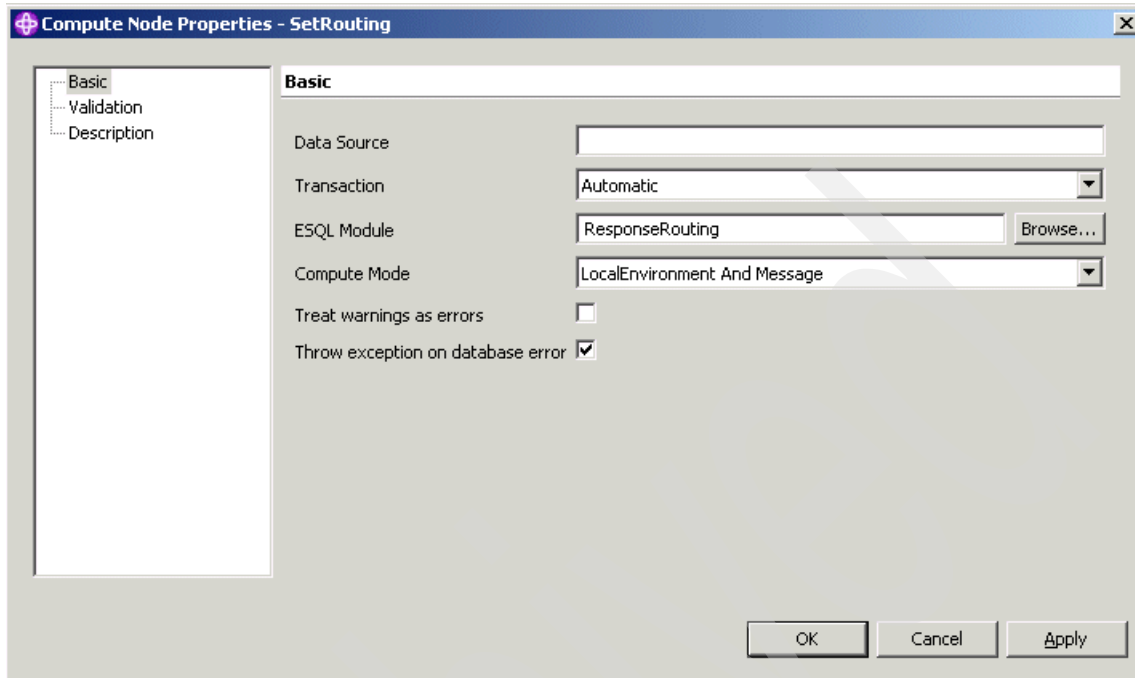 Compute Node Properties - SetRouting
Basic
Validation
Description
Basic
Data Source
Transaction Automatic
ESQL Module ResponseRouting Browse...
Compute Mode LocalEnvironment And Message
Treat warnings as errors
Throw exception on database error
OK Cancel Apply